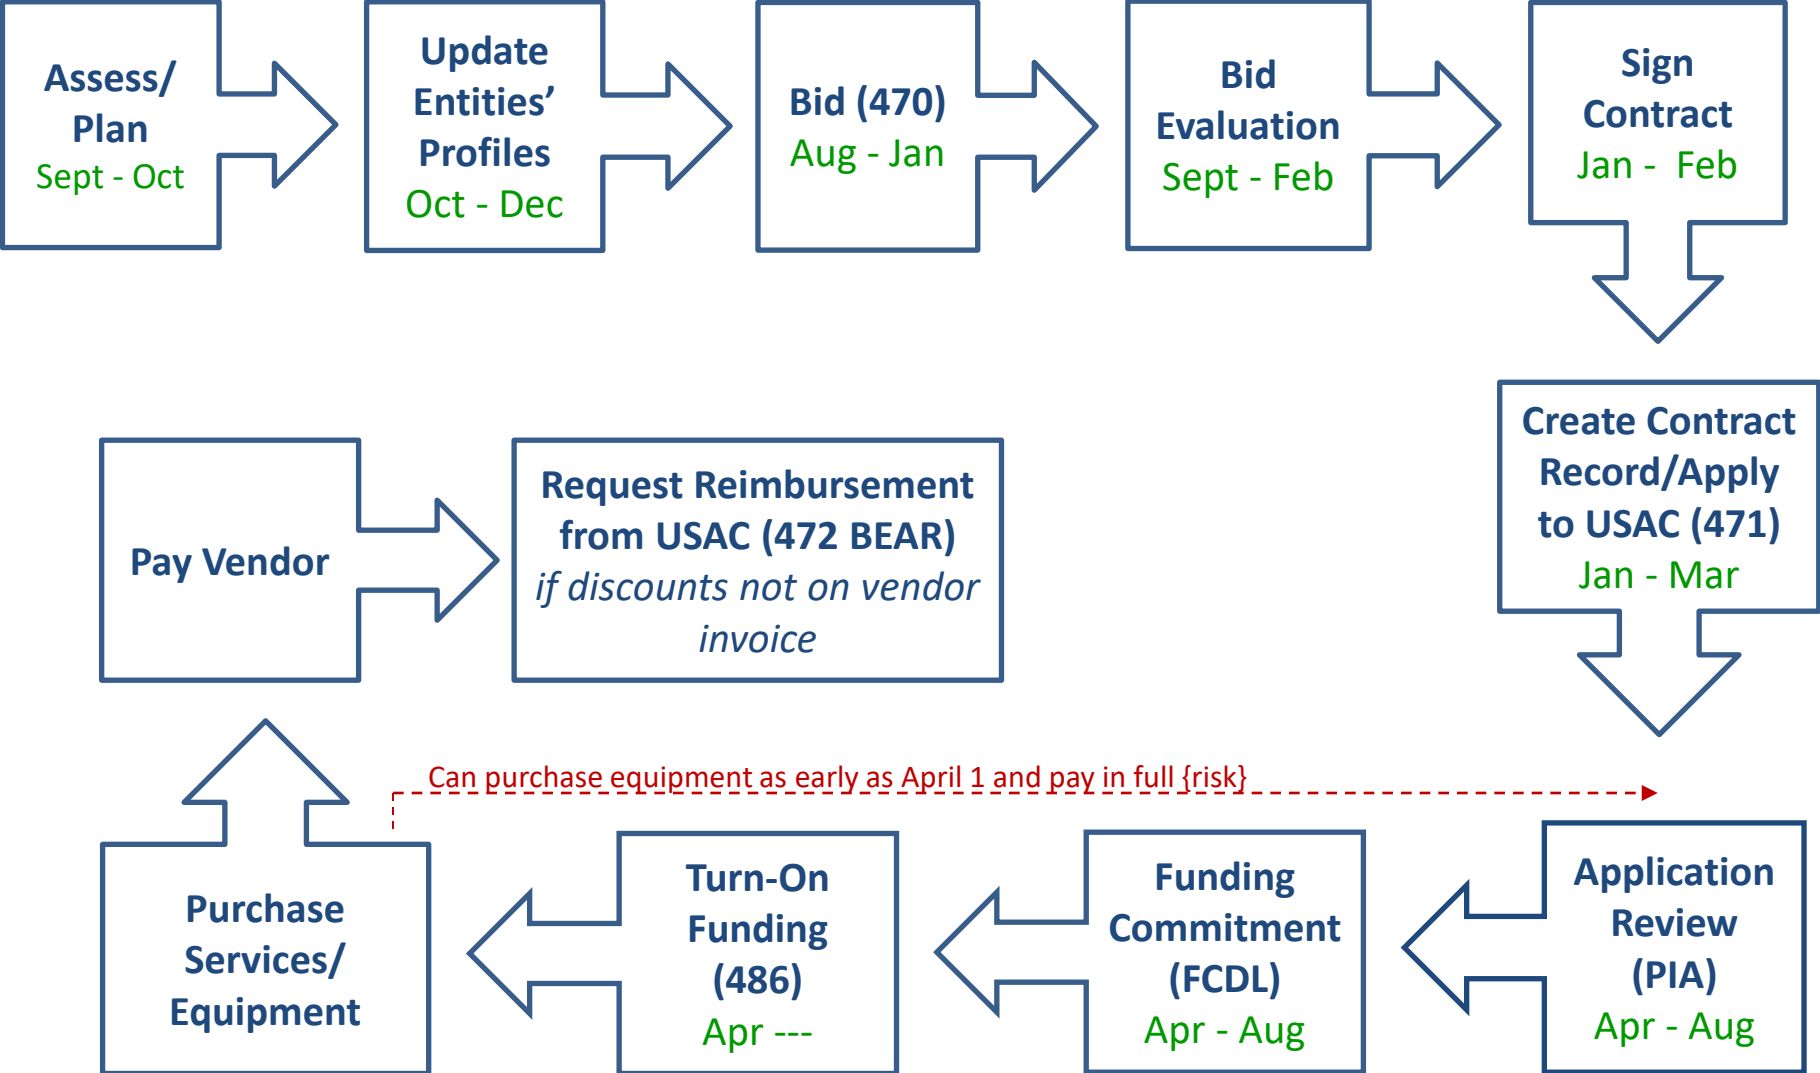 Assess/
Plan
Sept - Oct
Update
Entities’
Profiles
Oct - Dec
Bid (470)
Aug - Jan
Bid
Evaluation
Sept - Feb
Sign
Contract
Jan - Feb
Create Contract
Record/Apply
to USAC (471)
Jan - Mar
Application
Review
(PIA)
Apr - Aug
Funding
Commitment
(FCDL)
Apr - Aug
Turn-On
Funding
(486)
Apr ---
Can purchase equipment as early as April 1 and pay in full {risk}
Purchase
Services/
Equipment
Pay Vendor
Request Reimbursement
from USAC (472 BEAR)
if discounts not on vendor
invoice